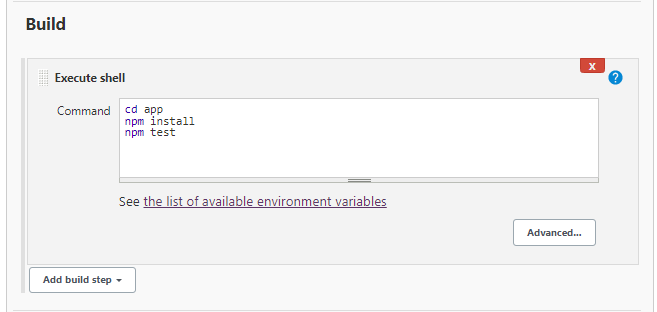 Build
X
Execute shell
?
Command
cd app
npm install
npm test
See the list of available environment variables
Advanced...
Add build step